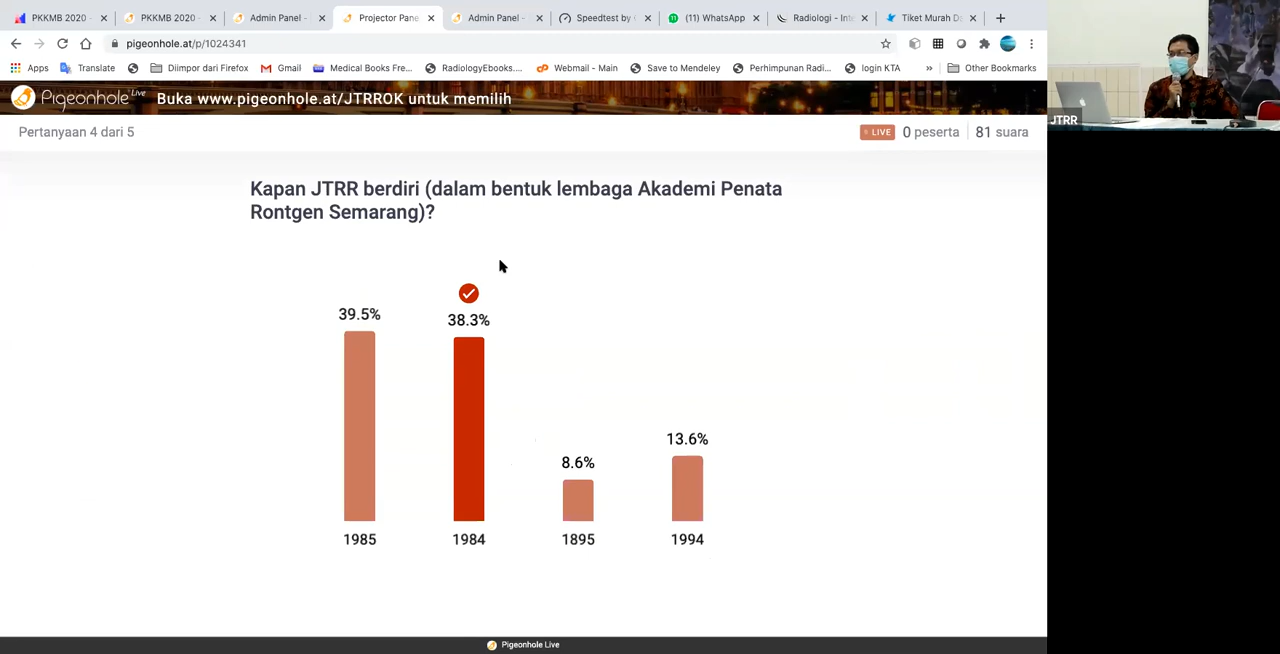 PKKMB 2020 -
PKKMB 2020 -
Admin Panel -
Projector Pane
Admin Panel -
Speedtest by
(11) WhatsApp
Radiologi - Inte
Tiket Murah D
pigeonhole.at/p/1024341
Apps
Translate
Diimpor dari Firefox
Gmail
Medical Books Fre...
RadiologyEbooks....
Webmail - Main
Save to Mendeley
Perhimpunan Radi...
login KTA
»
Other Bookmarks
Pigeonhole Live
Buka www.pigeonhole.at/JTRROK untuk memilih
Pertanyaan 4 dari 5
LIVE
0 peserta
81 suara
JTRR
Kapan JTRR berdiri (dalam bentuk lembaga Akademi Penata
Rontgen Semarang)?
39.5%
38.3%
8.6%
13.6%
1985
1984
1895
1994
Pigeonhole Live